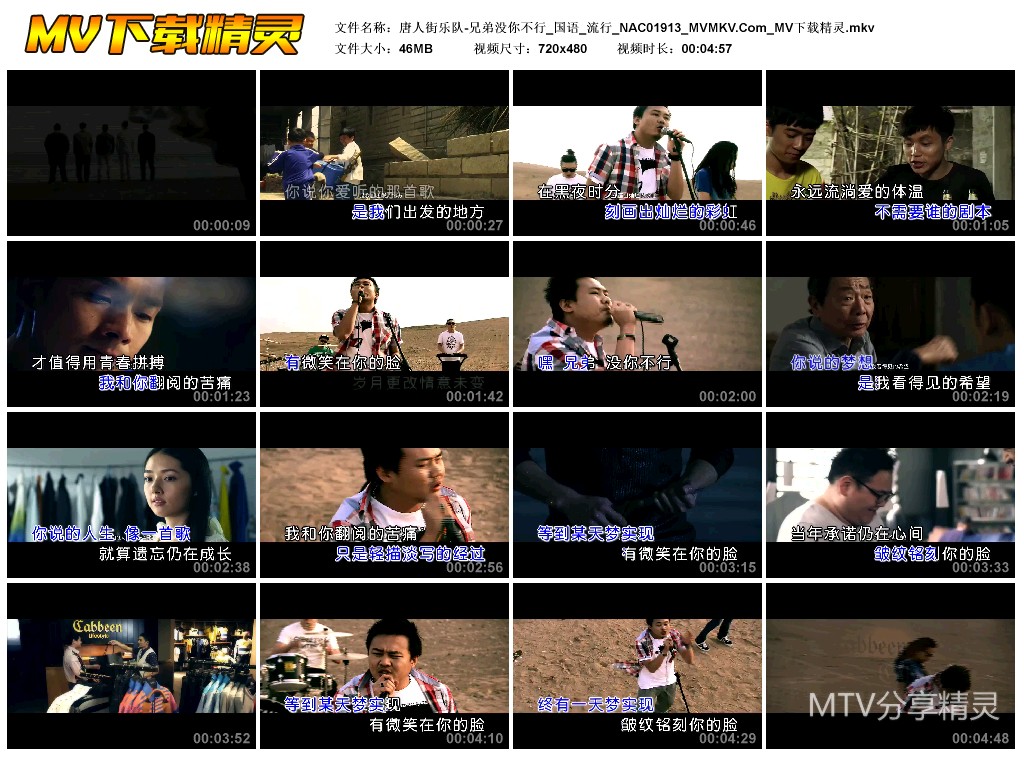 MV下载精灵
文件名称：唐人街乐队-兄弟没你不行_国语_流行_NAC01913_MVMKV.Com_MV下载精灵.mkv
文件大小：46MB 视频尺寸：720x480 视频时长：00:04:57
00:00:09
你说你爱听的那首歌
是我们出发的地方
00:00:27
在黑夜时分
刻画出灿烂的彩虹
00:00:46
永远流淌爱的体温
不需要谁的剧本
00:01:05
才值得用青春拼搏
我和你翻阅的苦痛
00:01:23
有微笑在你的脸
岁月更改情意未变
00:01:42
嘿 兄弟 没你不行
00:02:00
你说的梦想
是我看得见的希望
00:02:19
你说的人生 像一首歌
就算遗忘仍在成长
00:02:38
我和你翻阅的苦痛
只是轻描淡写的经过
00:02:56
等到某天梦实现
有微笑在你的脸
00:03:15
当年承诺仍在心间
皱纹铭刻你的脸
00:03:33
Cabbeen
Lifestyle
00:03:52
等到某天梦实现
有微笑在你的脸
00:04:10
终有一天梦实现
皱纹铭刻你的脸
00:04:29
MTV分享精灵
00:04:48